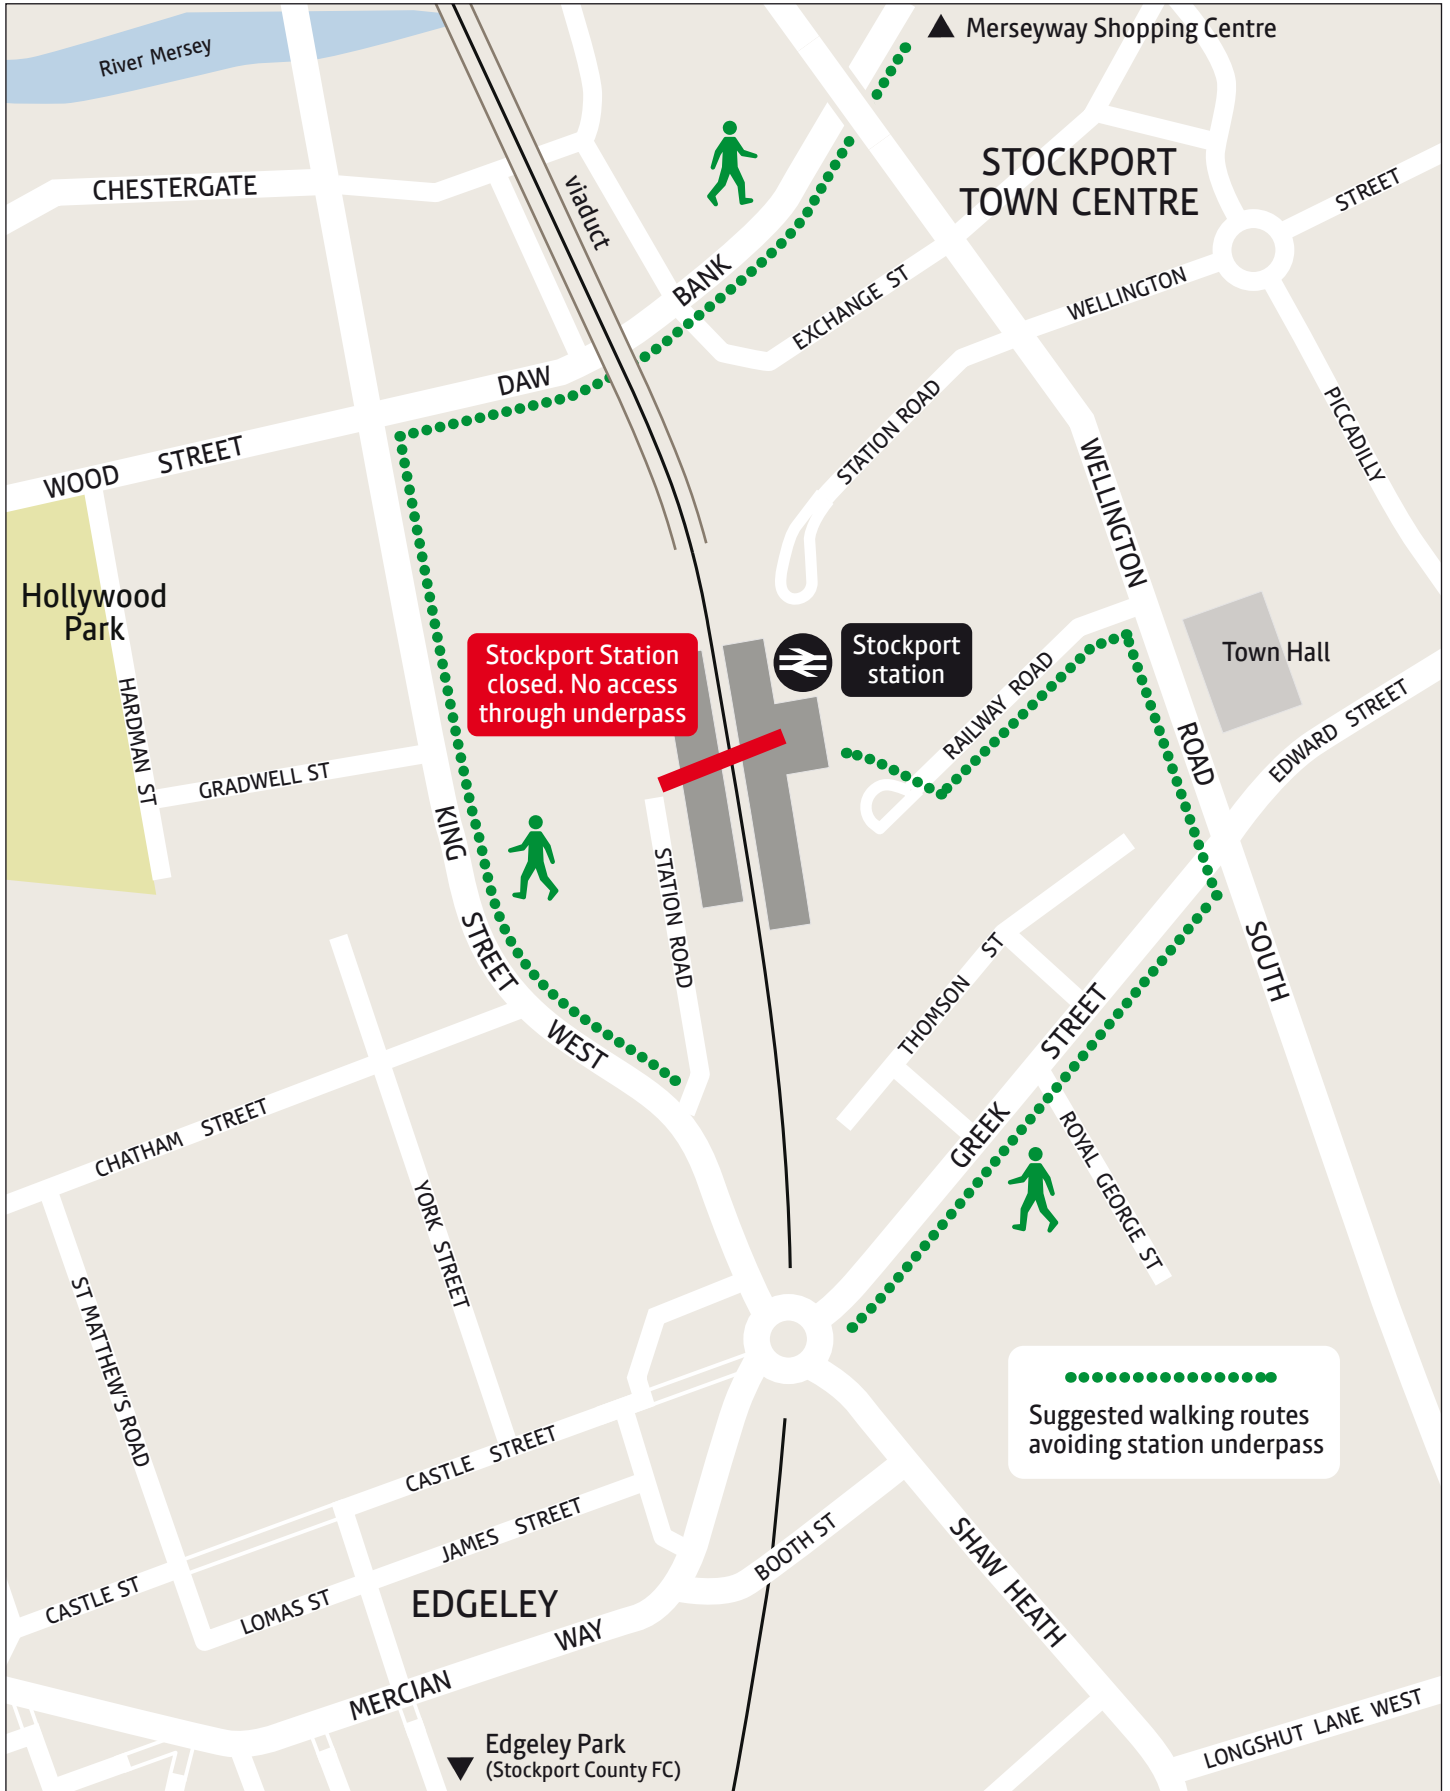 Merseyway Shopping Centre
River Mersey
STOCKPORT
TOWN CENTRE
CHESTERGATE
viaduct
STREET
BANK
EXCHANGE ST
WELLINGTON
DAW
STATION ROAD
PICCADILLY
WOOD STREET
WELLINGTON
Hollywood
Park
Stockport Station
closed. No access
through underpass
Stockport
station
Town Hall
RAILWAY ROAD
HARDMAN ST
ROAD
EDWARD STREET
GRADWELL ST
KING
STATION ROAD
STREET
SOUTH
THOMSON ST
STREET
WEST
CHATHAM STREET
GREEK
ROYAL GEORGE ST
YORK STREET
ST MATTHEW'S ROAD
Suggested walking routes
avoiding station underpass
CASTLE STREET
JAMES STREET
BOOTH ST
SHAW HEATH
CASTLE ST
LOMAS ST
EDGELEY
WAY
MERCIAN
LONGSHUT LANE WEST
Edgeley Park
(Stockport County FC)